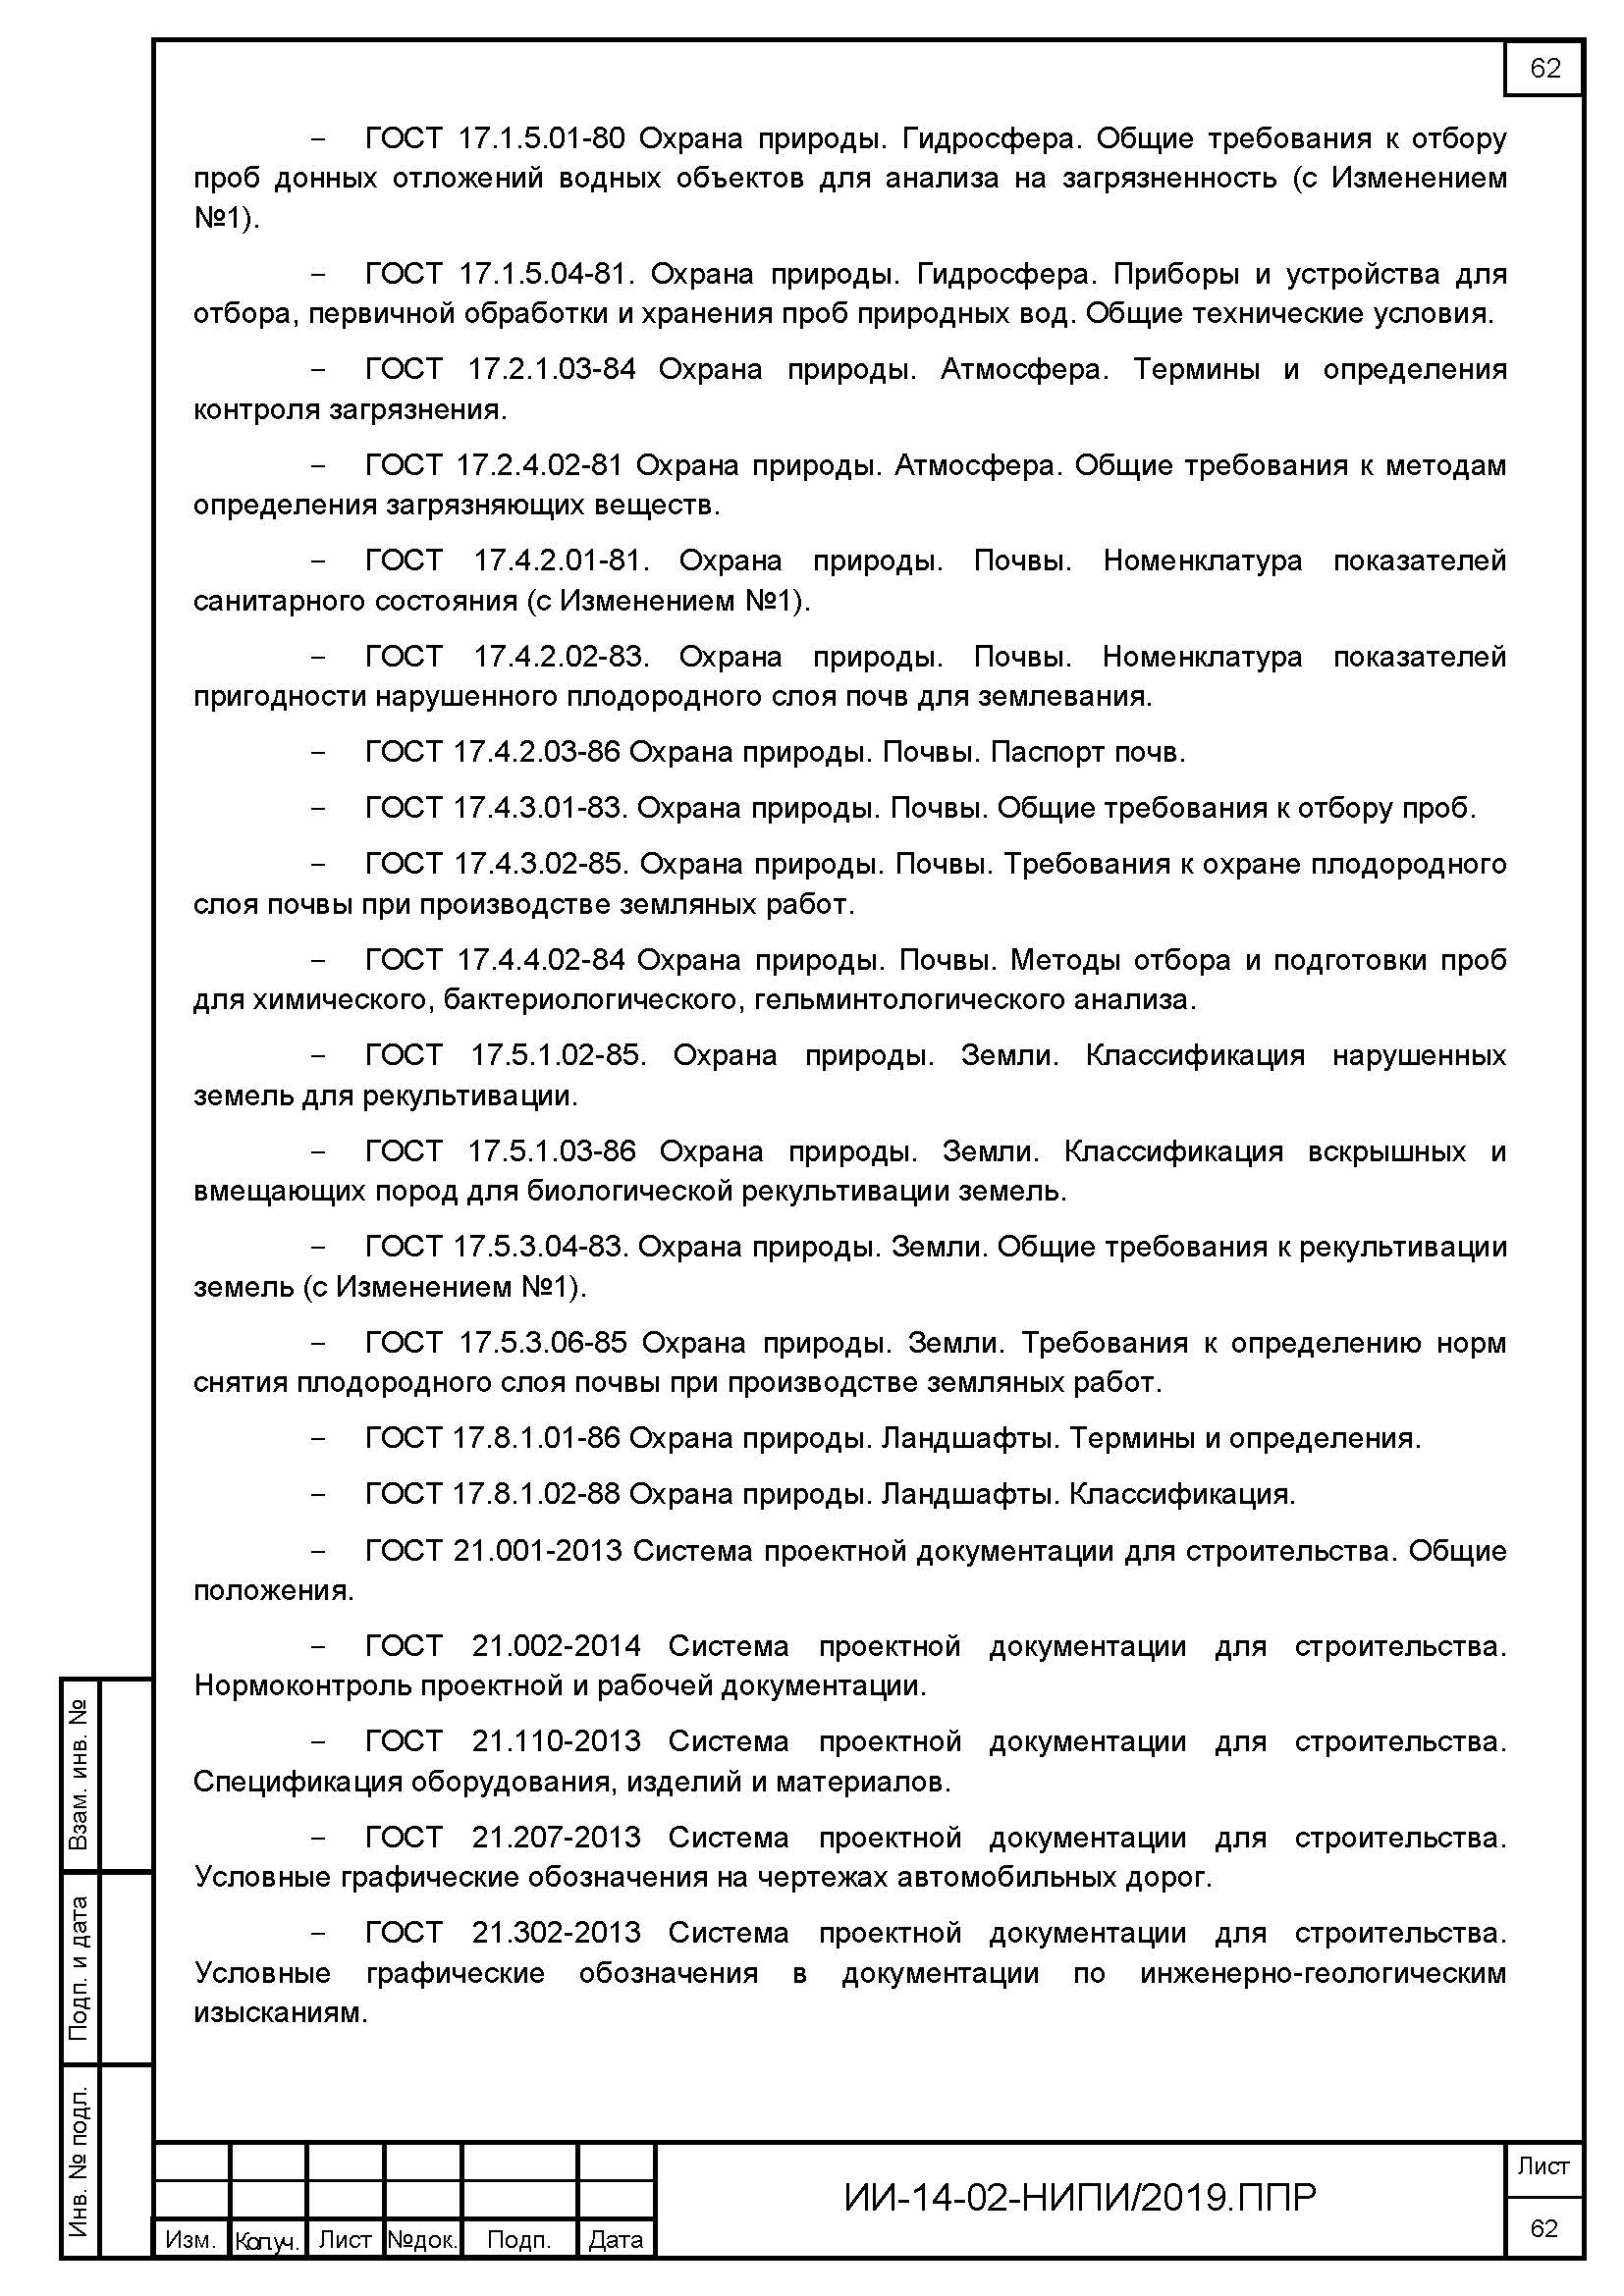 62
– ГОСТ 17.1.5.01-80 Охрана природы. Гидросфера. Общие требования к отбору
проб донных отложений водных объектов для анализа на загрязненность (с Изменением
№1).
– ГОСТ 17.1.5.04-81. Охрана природы. Гидросфера. Приборы и устройства для
отбора, первичной обработки и хранения проб природных вод. Общие технические условия.
– ГОСТ 17.2.1.03-84 Охрана природы. Атмосфера. Термины и определения
контроля загрязнения.
– ГОСТ 17.2.4.02-81 Охрана природы. Атмосфера. Общие требования к методам
определения загрязняющих веществ.
– ГОСТ 17.4.2.01-81. Охрана природы. Почвы. Номенклатура показателей
санитарного состояния (с Изменением №1).
– ГОСТ 17.4.2.02-83. Охрана природы. Почвы. Номенклатура показателей
пригодности нарушенного плодородного слоя почв для землевания.
– ГОСТ 17.4.2.03-86 Охрана природы. Почвы. Паспорт почв.
– ГОСТ 17.4.3.01-83. Охрана природы. Почвы. Общие требования к отбору проб.
– ГОСТ 17.4.3.02-85. Охрана природы. Почвы. Требования к охране плодородного
слоя почвы при производстве земляных работ.
– ГОСТ 17.4.4.02-84 Охрана природы. Почвы. Методы отбора и подготовки проб
для химического, бактериологического, гельминтологического анализа.
– ГОСТ 17.5.1.02-85. Охрана природы. Земли. Классификация нарушенных
земель для рекультивации.
– ГОСТ 17.5.1.03-86 Охрана природы. Земли. Классификация вскрышных и
вмещающих пород для биологической рекультивации земель.
– ГОСТ 17.5.3.04-83. Охрана природы. Земли. Общие требования к рекультивации
земель (с Изменением №1).
– ГОСТ 17.5.3.06-85 Охрана природы. Земли. Требования к определению норм
снятия плодородного слоя почвы при производстве земляных работ.
– ГОСТ 17.8.1.01-86 Охрана природы. Ландшафты. Термины и определения.
– ГОСТ 17.8.1.02-88 Охрана природы. Ландшафты. Классификация.
– ГОСТ 21.001-2013 Система проектной документации для строительства. Общие
положения.
– ГОСТ 21.002-2014 Система проектной документации для строительства.
Нормоконтроль проектной и рабочей документации.
– ГОСТ 21.110-2013 Система проектной документации для строительства.
Спецификация оборудования, изделий и материалов.
– ГОСТ 21.207-2013 Система проектной документации для строительства.
Условные графические обозначения на чертежах автомобильных дорог.
– ГОСТ 21.302-2013 Система проектной документации для строительства.
Условные графические обозначения в документации по инженерно-геологическим
изысканиям.
Взам. инв. №
Подп. и дата
Инв. № подл.
Изм. Кол.уч. Лист №док. Подп. Дата
ИИ-14-02-НИПИ/2019.ППР
Лист
62